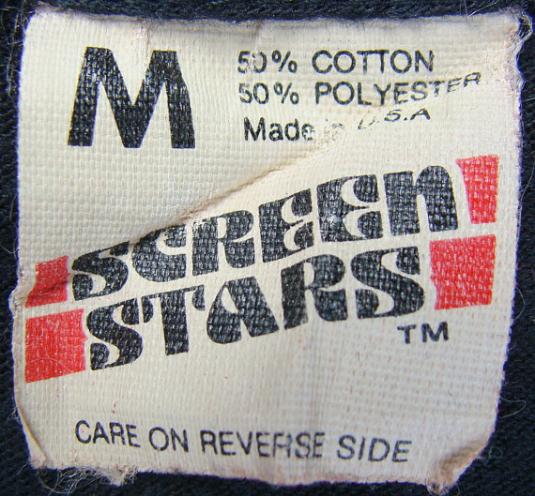 M
50% COTTON
50% POLYESTER
Made in U.S.A
SCREEN
STARS
TM
CARE ON REVERSE SIDE